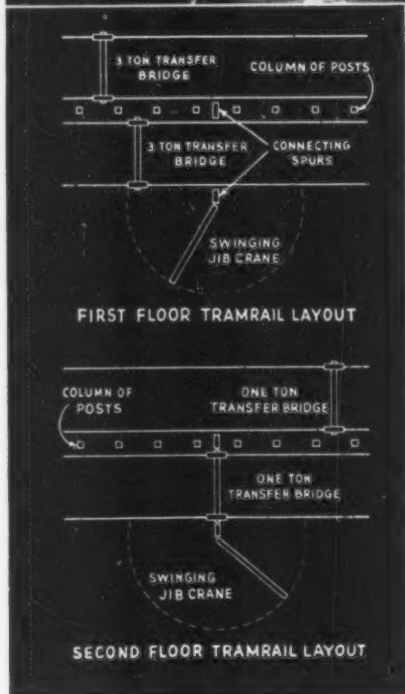 3 TON TRANSFER
BRIDGE
COLUMN OF POSTS
3 TON TRANSFER
BRIDGE
CONNECTING
SPURS
SWINGING
JIB CRANE
FIRST FLOOR TRAMRAIL LAYOUT
COLUMN OF
POSTS
ONE TON
TRANSFER BRIDGE
ONE TON
TRANSFER BRIDGE
SWINGING
JIB CRANE
SECOND FLOOR TRAMRAIL LAYOUT